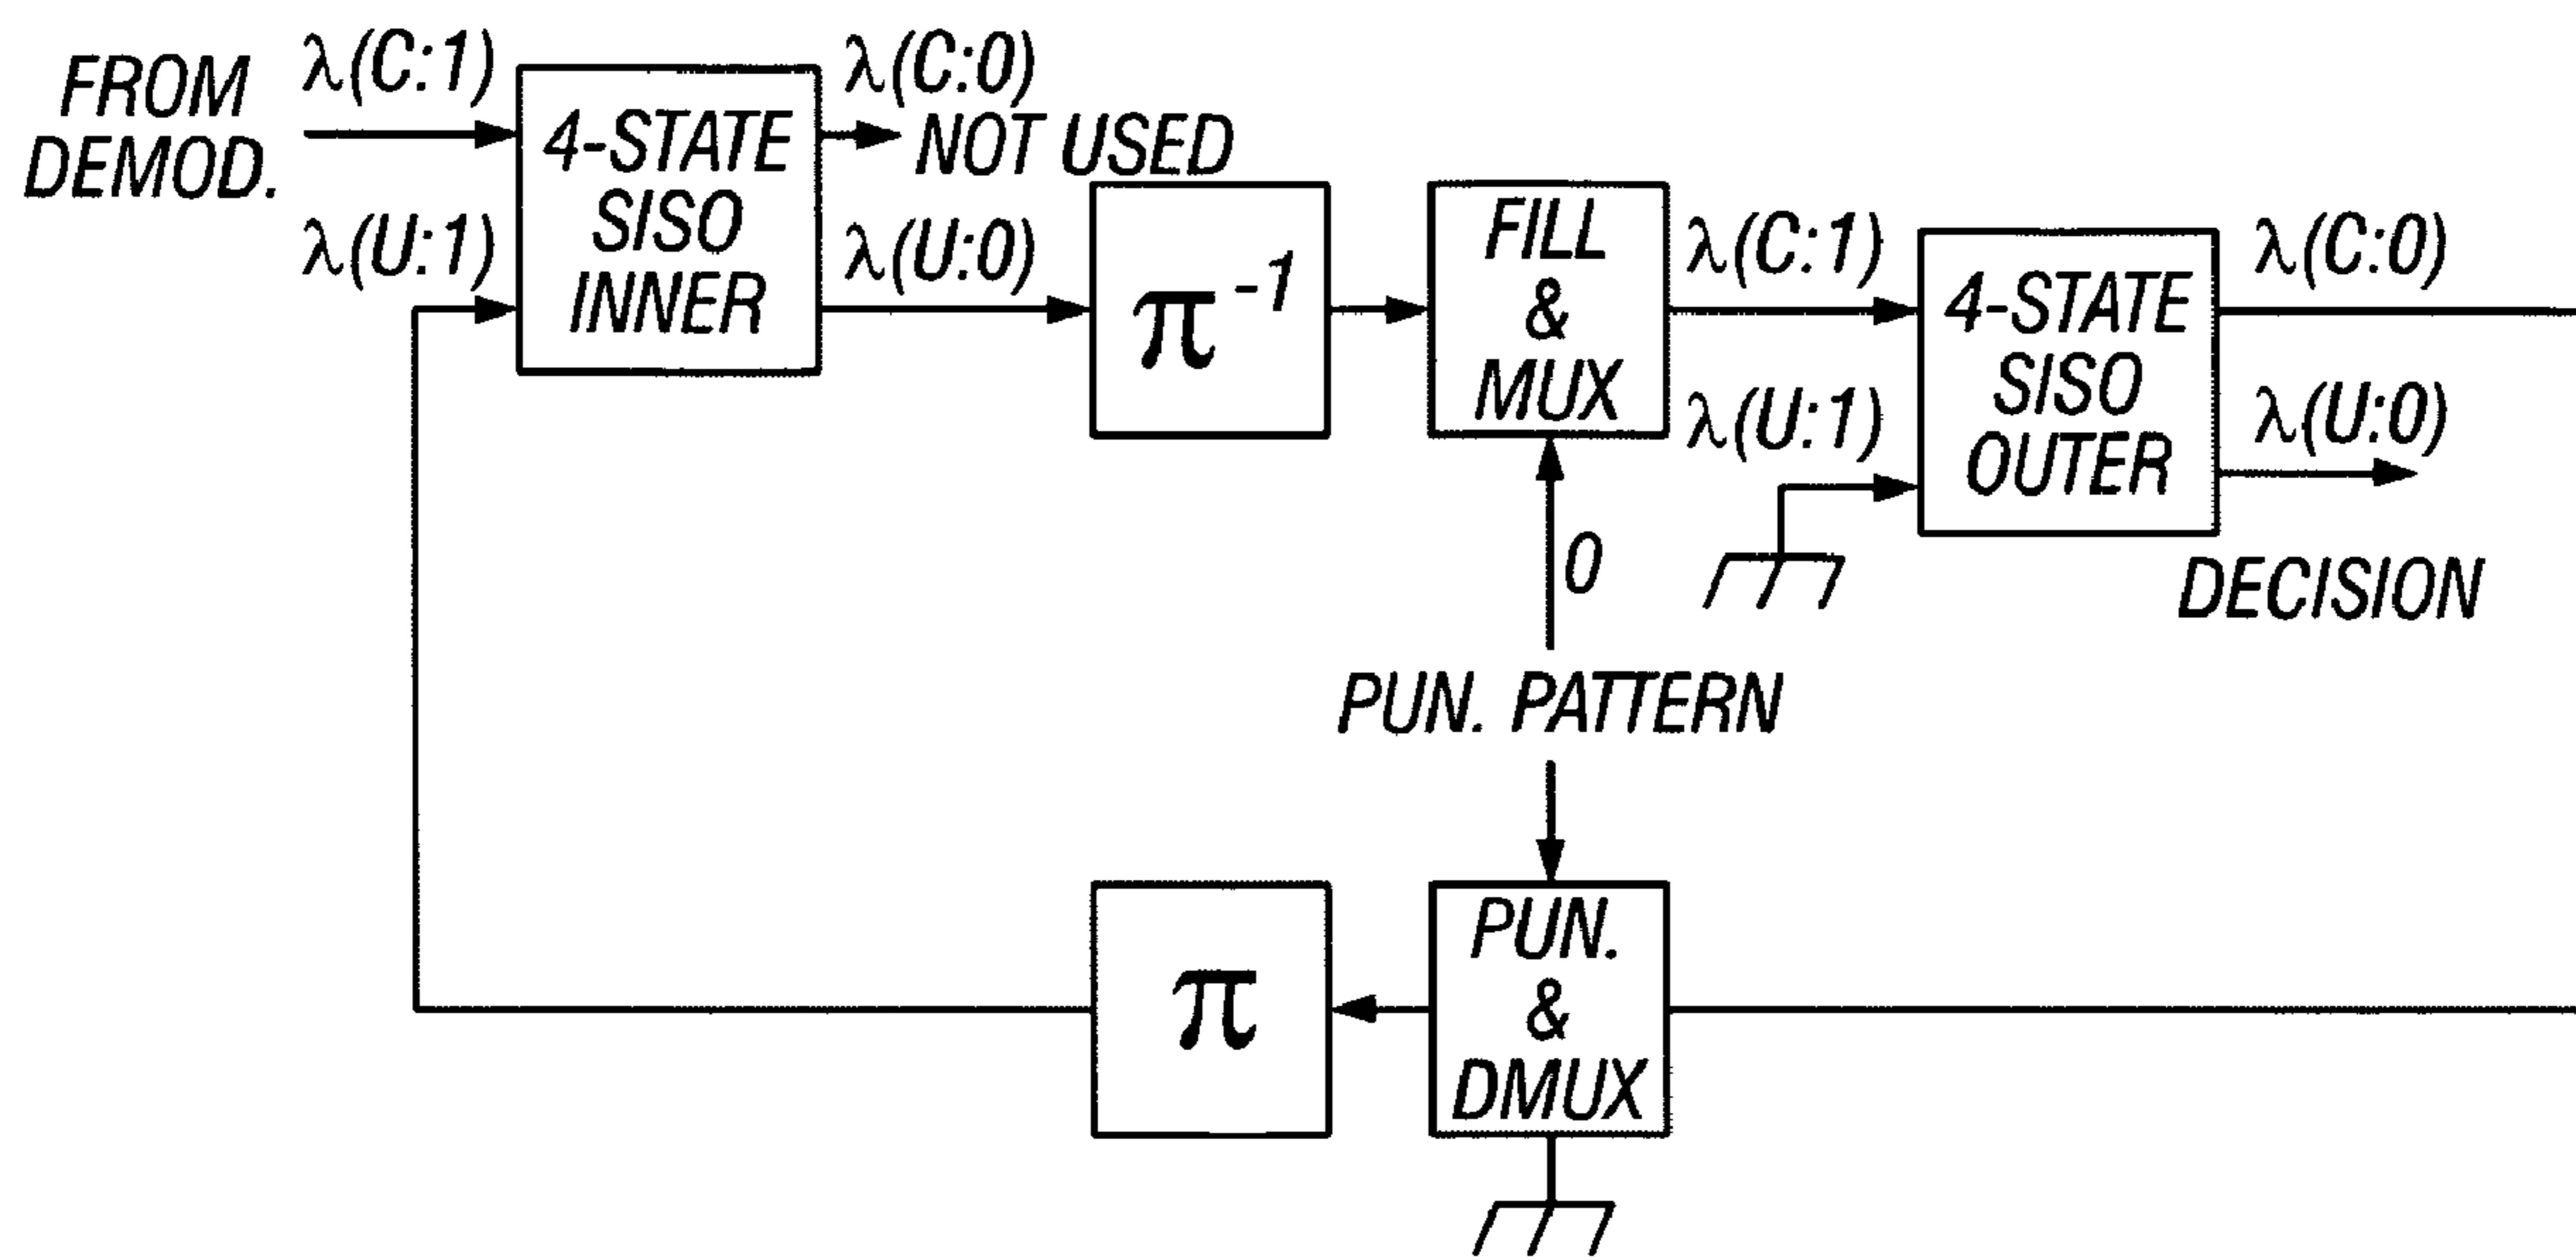 FROM
DEMOD.
λ(C:1)
λ(U:1)
4-STATE
SISO
INNER
λ(C:0)
NOT USED
λ(U:0)
π-1
FILL
&
MUX
λ(C:1)
λ(U:1)
4-STATE
SISO
OUTER
λ(C:0)
λ(U:0)
DECISION
0
PUN. PATTERN
π
PUN.
&
DMUX